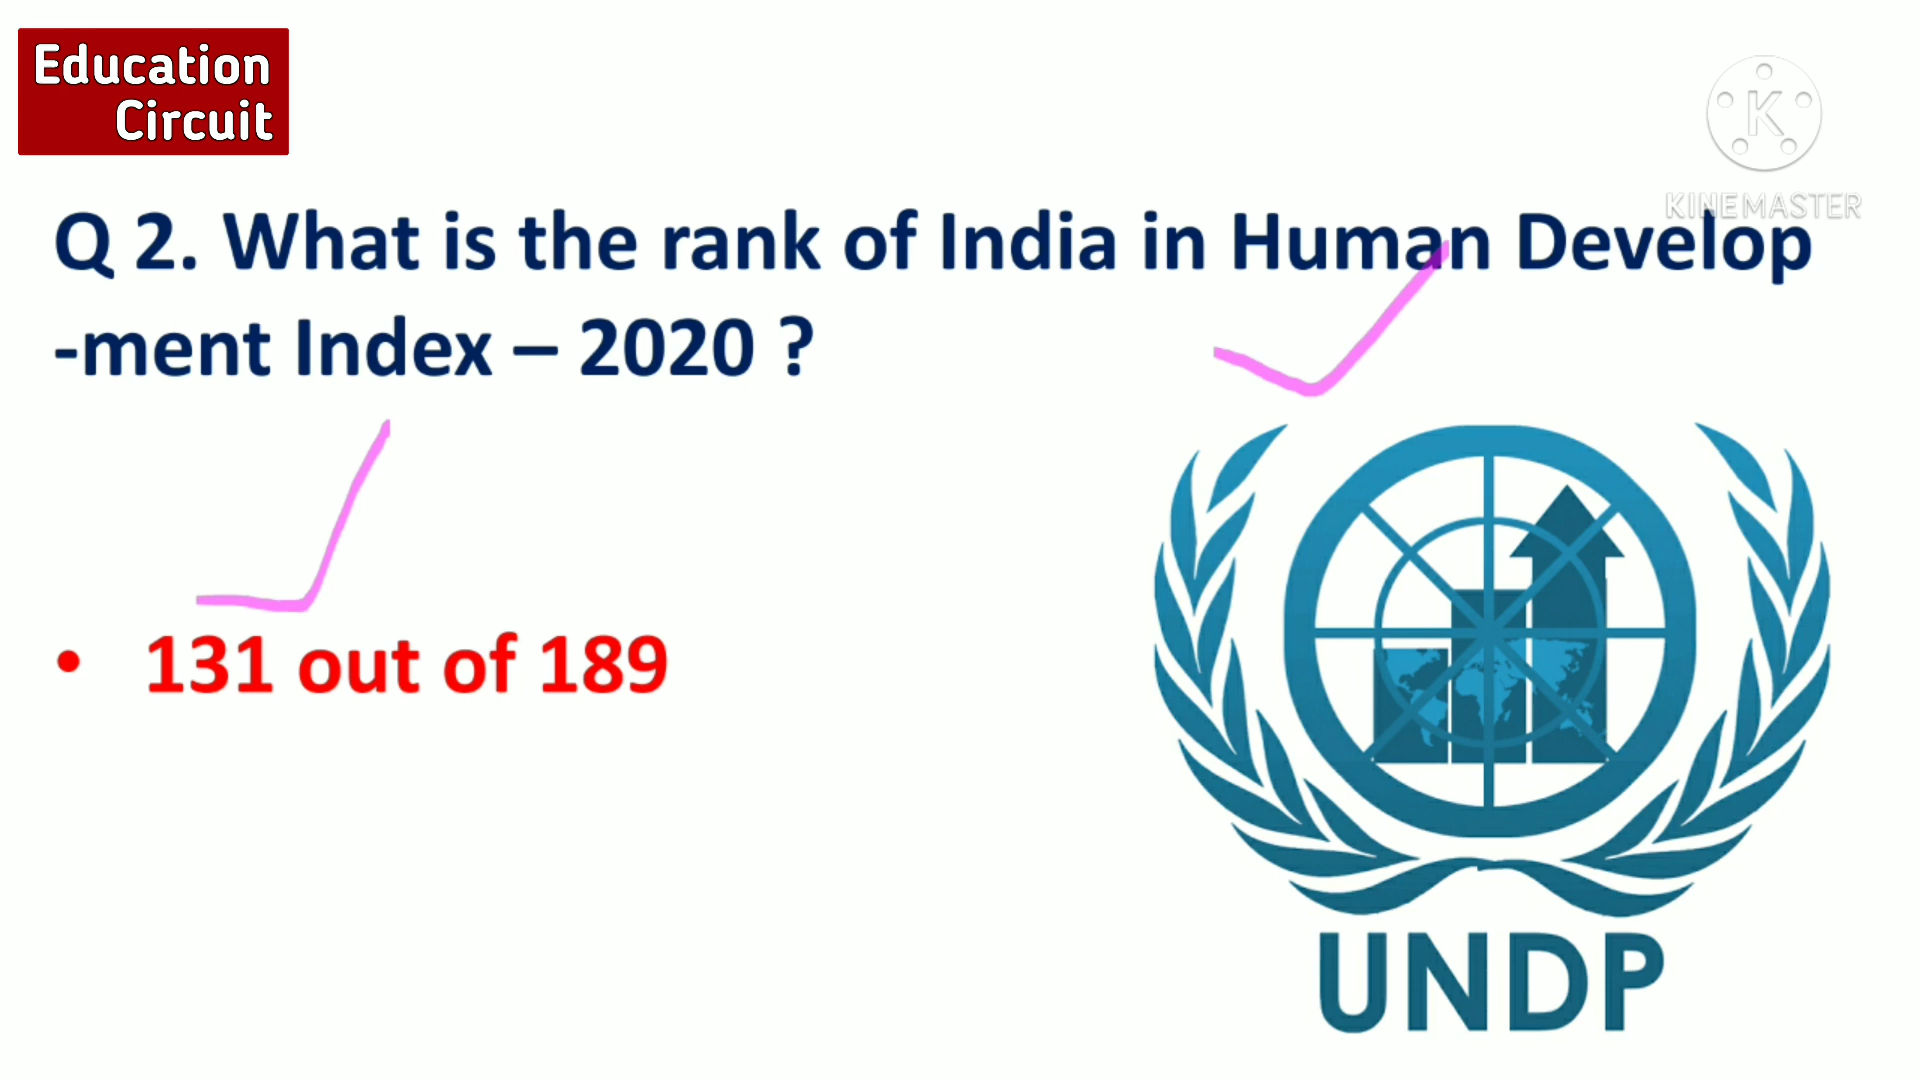 Education
Circuit
K
KINEMASTER
Q 2. What is the rank of India in Human Develop
-ment Index – 2020 ?
• 131 out of 189
UNDP